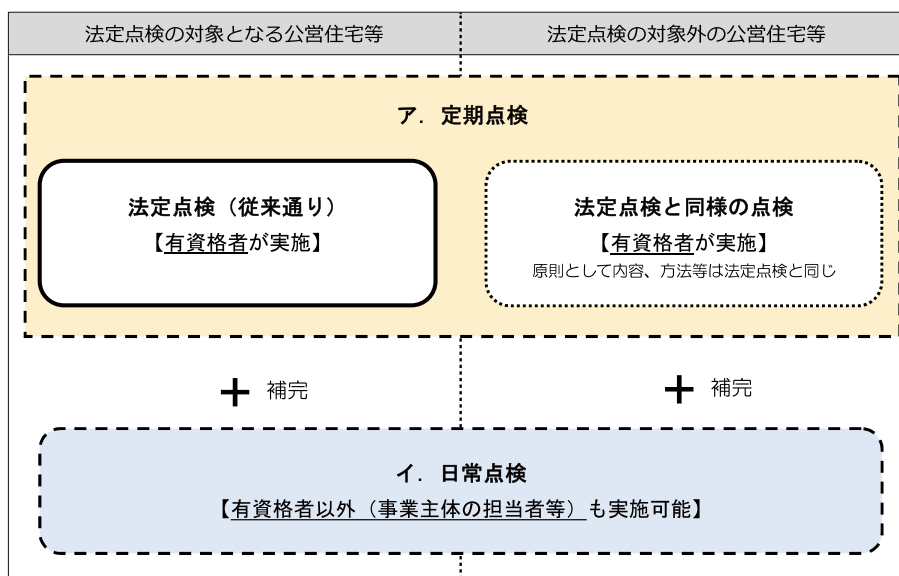 法定点検の対象となる公営住宅等
法定点検の対象外の公営住宅等
ア．定期点検
法定点検（従来通り）
【有資格者が実施】
法定点検と同様の点検
【有資格者が実施】
原則として内容、方法等は法定点検と同じ
＋ 補完
＋ 補完
イ．日常点検
【有資格者以外（事業主体の担当者等）も実施可能】